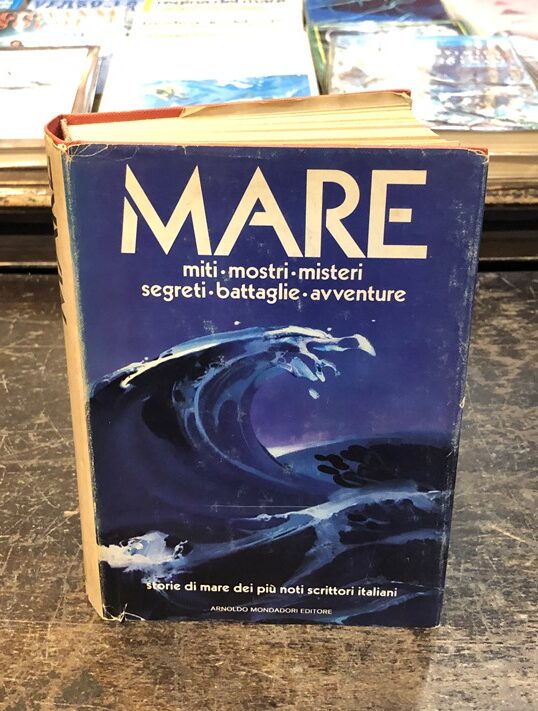 MARE
miti•mostri•misteri
segreti•battaglie•avventure
storie di mare dei più noti scrittori italiani
ARNOLDO MONDADORI EDITORE